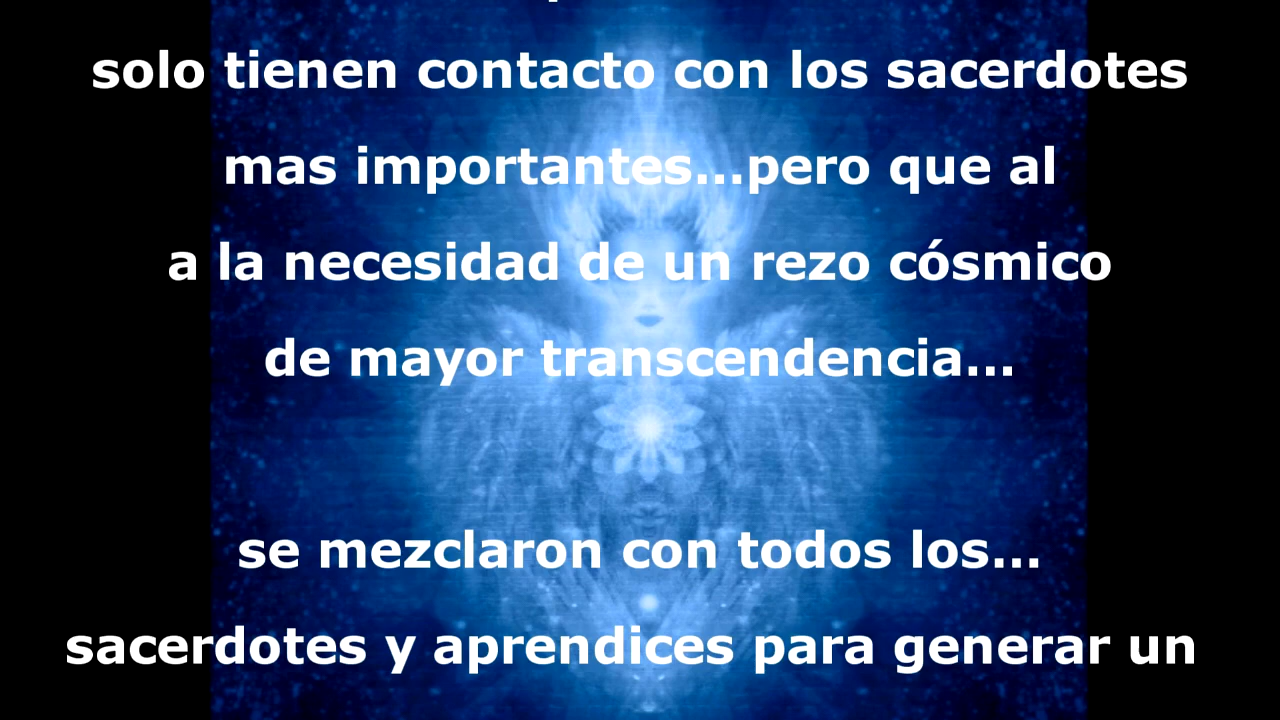 solo tienen contacto con los sacerdotes
mas importantes...pero que al
a la necesidad de un rezo cósmico
de mayor transcendencia...
se mezclaron con todos los...
sacerdotes y aprendices para generar un